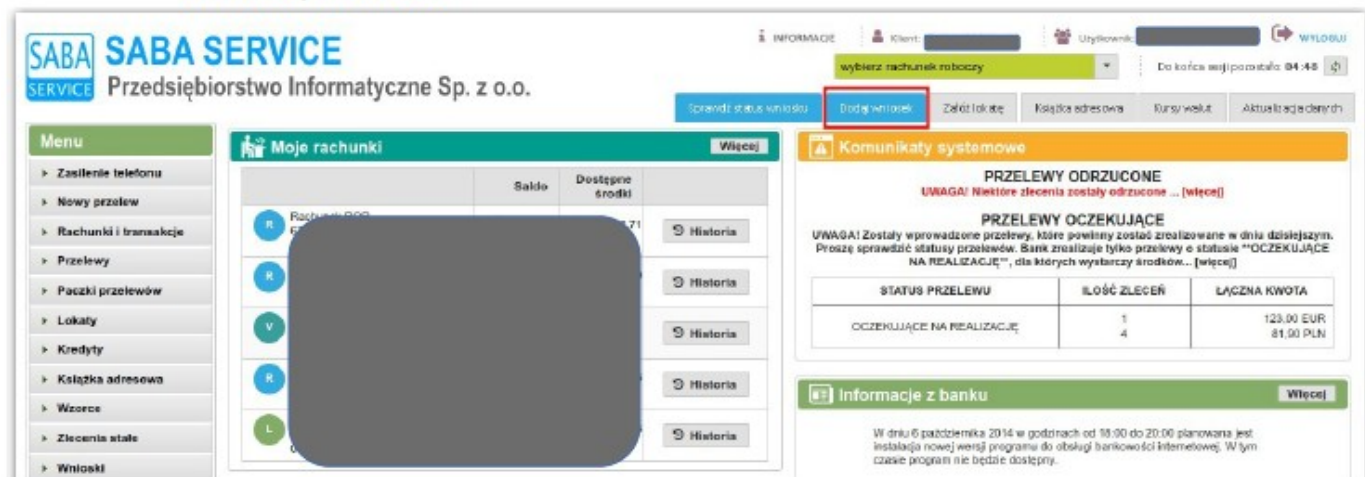 SABA
SERVICE
SABA SERVICE
Przedsiębiorstwo Informatyczne Sp. z o.o.
INFORMACJE
Klient:
Użytkownik:
WYLOGUJ
wybierz rachunek roboczy
Do końca sesji pozostało: 04:48
Sprawdź status wniosku
Dodaj wniosek
Załóż lokatę
Książka adresowa
Kursy walut
Aktualizacja danych
Menu
Zasilenie telefonu
Nowy przelew
Rachunki i transakcje
Przelewy
Paczki przelewów
Lokaty
Kredyty
Książka adresowa
Wzorce
Zlecenia stałe
Wnioski
Moje rachunki
Więcej
Saldo
Dostępne
środki
R
71
Historia
R
Historia
V
Historia
R
Historia
L
Historia
Komunikaty systemowe
PRZELEWY ODRZUCONE
UWAGA! Niektóre zlecenia zostały odrzucone ... [więcej]
PRZELEWY OCZEKUJĄCE
UWAGA! Zostały wprowadzone przelewy, które powinny zostać zrealizowane w dniu dzisiejszym.
Proszę sprawdzić statusy przelewów. Bank zrealizuje tylko przelewy o statusie "OCZEKUJĄCE
NA REALIZACJĘ", dla których wystarczy środków... [więcej]
STATUS PRZELEWU
ILOŚĆ ZLECEŃ
ŁĄCZNA KWOTA
OCZEKUJĄCE NA REALIZACJĘ
1
123,00 EUR
4
81,90 PLN
Informacje z banku
Więcej
W dniu 6 października 2014 w godzinach od 18:00 do 20:00 planowana jest
instalacja nowej wersji programu do obsługi bankowości internetowej. W tym
czasie program nie będzie dostępny.